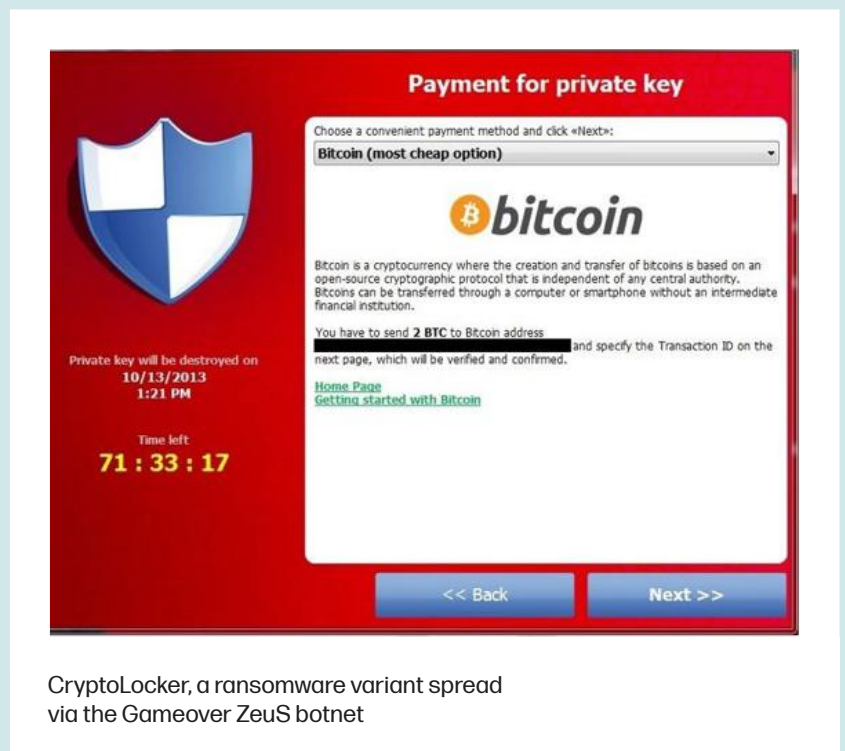 Payment for private key
Choose a convenient payment method and click «Next»:
Bitcoin (most cheap option)
bitcoin
Bitcoin is a cryptocurrency where the creation and transfer of bitcoins is based on an
open-source cryptographic protocol that is independent of any central authority.
Bitcoins can be transferred through a computer or smartphone without an intermediate
financial institution.
You have to send 2 BTC to Bitcoin address
and specify the Transaction ID on the
next page, which will be verified and confirmed.
Home Page
Getting started with Bitcoin
Private key will be destroyed on
10/13/2013
1:21 PM
Time left
71 : 33 : 17
<< Back
Next >>
CryptoLocker, a ransomware variant spread
via the Gameover ZeuS botnet